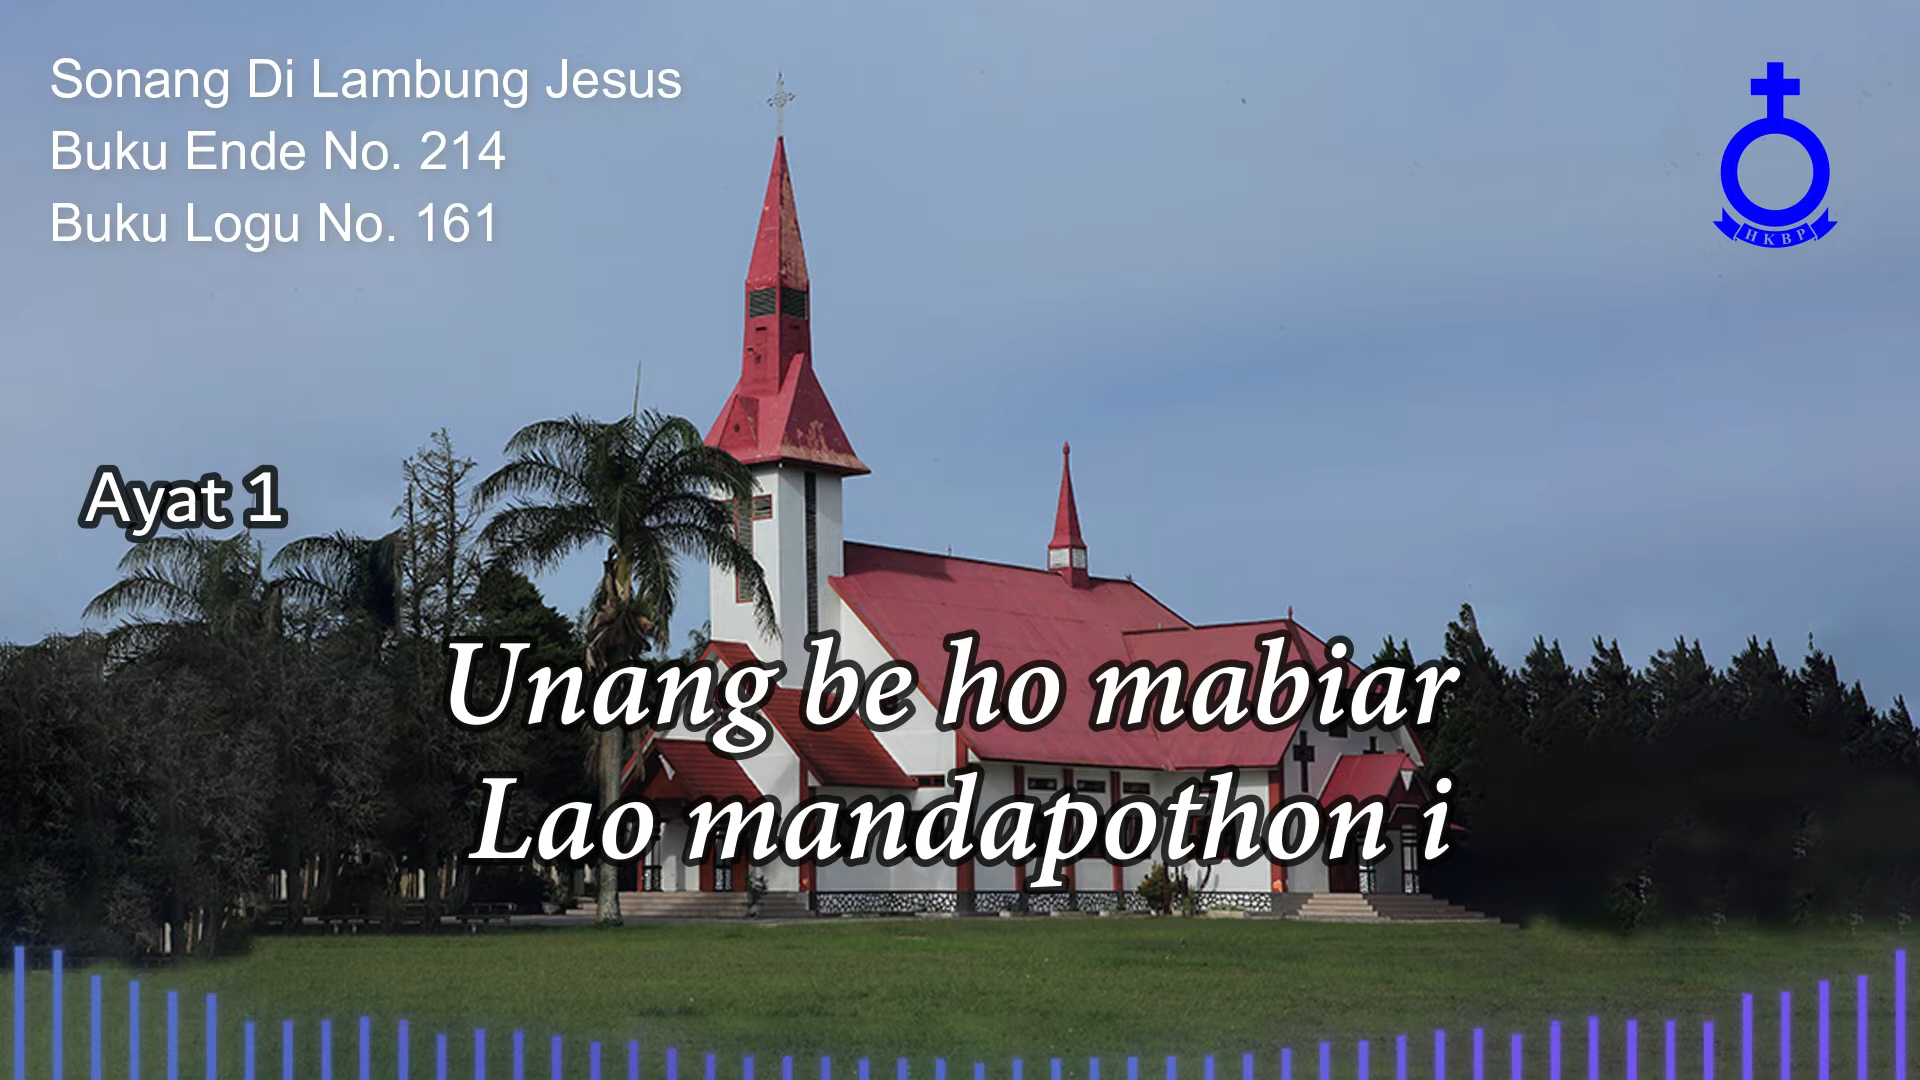 Sonang Di Lambung Jesus
Buku Ende No. 214
Buku Logu No. 161
HKBP
Ayat 1
Unang be ho mabiar
Lao mandapothon i